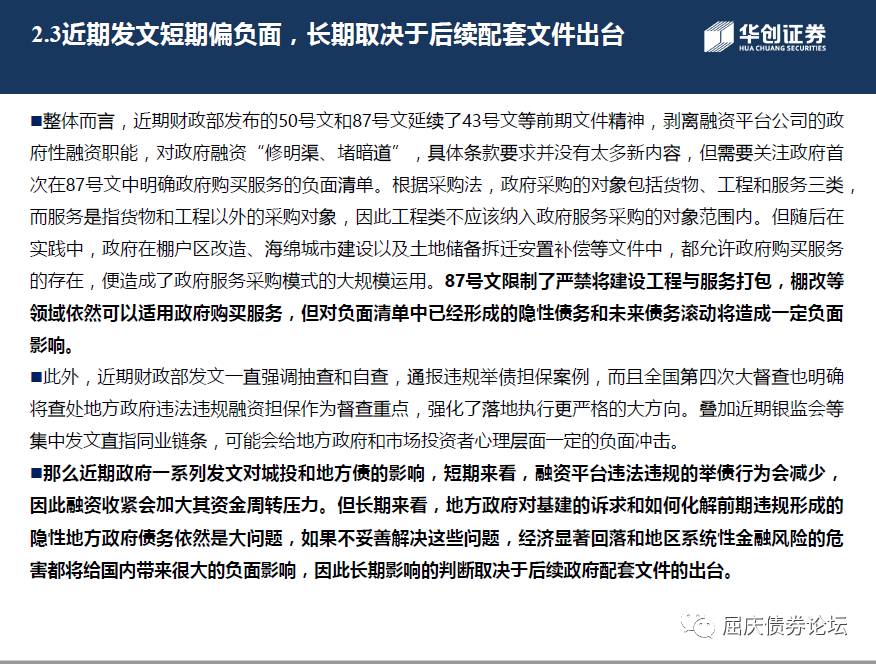 2.3近期发文短期偏负面，长期取决于后续配套文件出台
华创证券
HUA CHUANG SECURITIES
■整体而言，近期财政部发布的50号文和87号文延续了43号文等前期文件精神，剥离融资平台公司的政
府性融资职能，对政府融资“修明渠、堵暗道”，具体条款要求并没有太多新内容，但需要关注政府首
次在87号文中明确政府购买服务的负面清单。根据采购法，政府采购的对象包括货物、工程和服务三类，
而服务是指货物和工程以外的采购对象，因此工程类不应该纳入政府服务采购的对象范围内。但随后在
实践中，政府在棚户区改造、海绵城市建设以及土地储备拆迁安置补偿等文件中，都允许政府购买服务
的存在，便造成了政府服务采购模式的大规模运用。87号文限制了严禁将建设工程与服务打包，棚改等
领域依然可以适用政府购买服务，但对负面清单中已经形成的隐性债务和未来债务滚动将造成一定负面
影响。
■此外，近期财政部发文一直强调抽查和自查，通报违规举债担保案例，而且全国第四次大督查也明确
将查处地方政府违法违规融资担保作为督查重点，强化了落地执行更严格的大方向。叠加近期银监会等
集中发文直指同业链条，可能会给地方政府和市场投资者心理层面一定的负面冲击。
■那么近期政府一系列发文对城投和地方债的影响，短期来看，融资平台违法违规的举债行为会减少，
因此融资收紧会加大其资金周转压力。但长期来看，地方政府对基建的诉求和如何化解前期违规形成的
隐性地方政府债务依然是大问题，如果不妥善解决这些问题，经济显著回落和地区系统性金融风险的危
害都将给国内带来很大的负面影响，因此长期影响的判断取决于后续政府配套文件的出台。
屈庆债券论坛